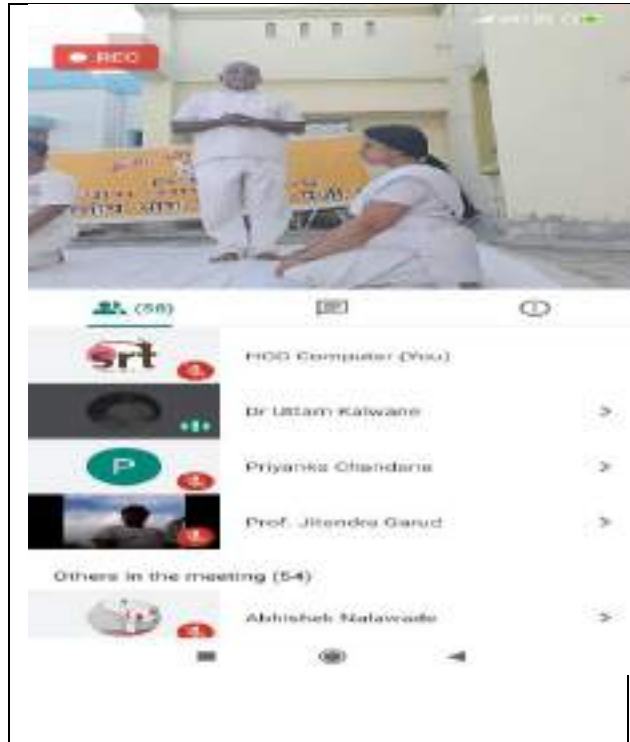 REC
(58)
srt
HOD Computer (You)
Dr Uttam Kalwane
P
Priyanka Chandane
Prof. Jitendra Garud
Others in the meeting (54)
Abhishek Nalawade